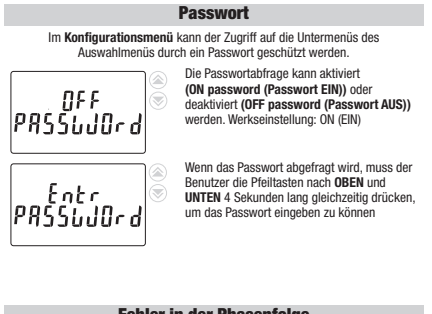 Passwort
Im Konfigurationsmenü kann der Zugriff auf die Untermenüs des
Auswahlmenüs durch ein Passwort geschützt werden.
OFF
PASSWOrd
Die Passwortabfrage kann aktiviert
(ON password (Passwort EIN)) oder
deaktiviert (OFF password (Passwort AUS))
werden. Werkseinstellung: ON (EIN)
Entr
PASSWOrd
Wenn das Passwort abgefragt wird, muss der
Benutzer die Pfeiltasten nach OBEN und
UNTEN 4 Sekunden lang gleichzeitig drücken,
um das Passwort eingeben zu können
Fehler in der Phasenfolge